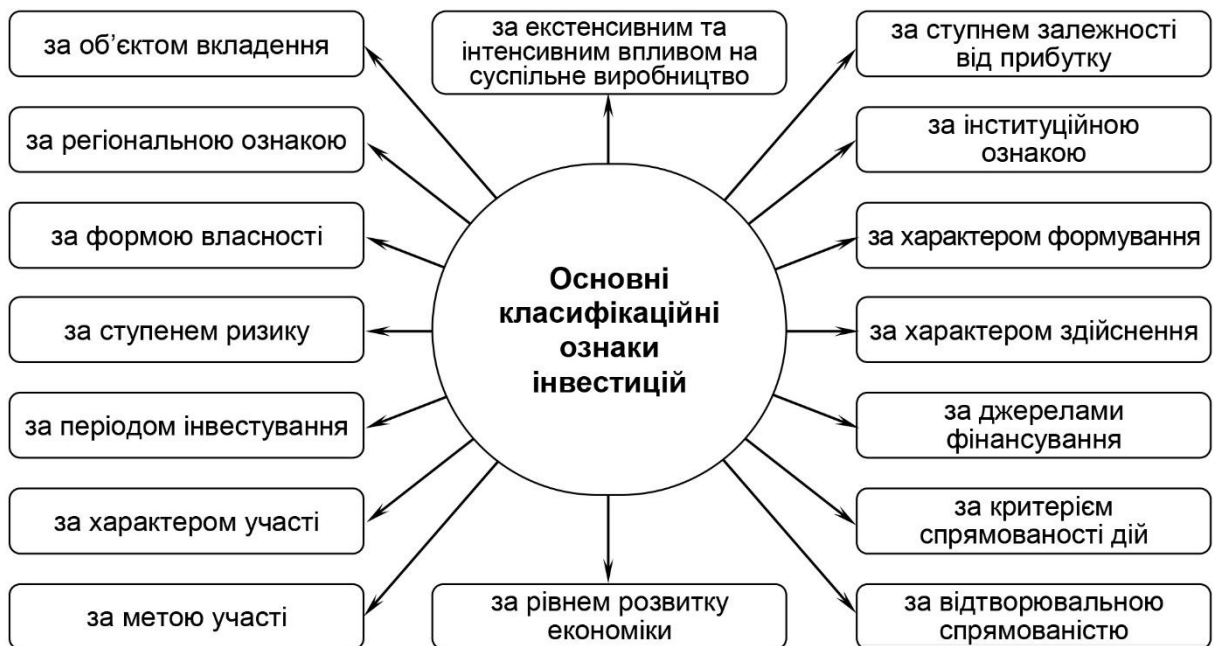 за об’єктом вкладення
за екстенсивним та
інтенсивним впливом на
суспільне виробництво
за ступнем залежності
від прибутку
за регіональною ознакою
за інституційною
ознакою
за формою власності
за характером формування
Основні
класифікаційні
ознаки
інвестицій
за ступенем ризику
за характером здійснення
за періодом інвестування
за джерелами
фінансування
за характером участі
за критерієм
спрямованості дій
за метою участі
за рівнем розвитку
економіки
за відтворювальною
спрямованістю